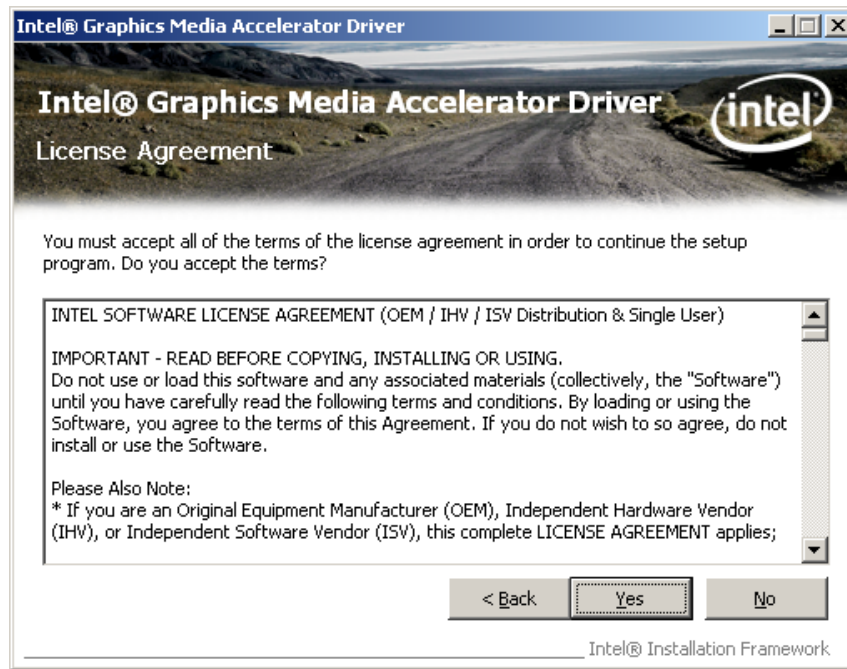 Intel® Graphics Media Accelerator Driver
Intel® Graphics Media Accelerator Driver
intel
License Agreement
You must accept all of the terms of the license agreement in order to continue the setup
program. Do you accept the terms?
INTEL SOFTWARE LICENSE AGREEMENT (OEM / IHV / ISV Distribution & Single User)
IMPORTANT - READ BEFORE COPYING, INSTALLING OR USING.
Do not use or load this software and any associated materials (collectively, the "Software")
until you have carefully read the following terms and conditions. By loading or using the
Software, you agree to the terms of this Agreement. If you do not wish to so agree, do not
install or use the Software.
Please Also Note:
* If you are an Original Equipment Manufacturer (OEM), Independent Hardware Vendor
(IHV), or Independent Software Vendor (ISV), this complete LICENSE AGREEMENT applies;
< Back Yes No
Intel® Installation Framework